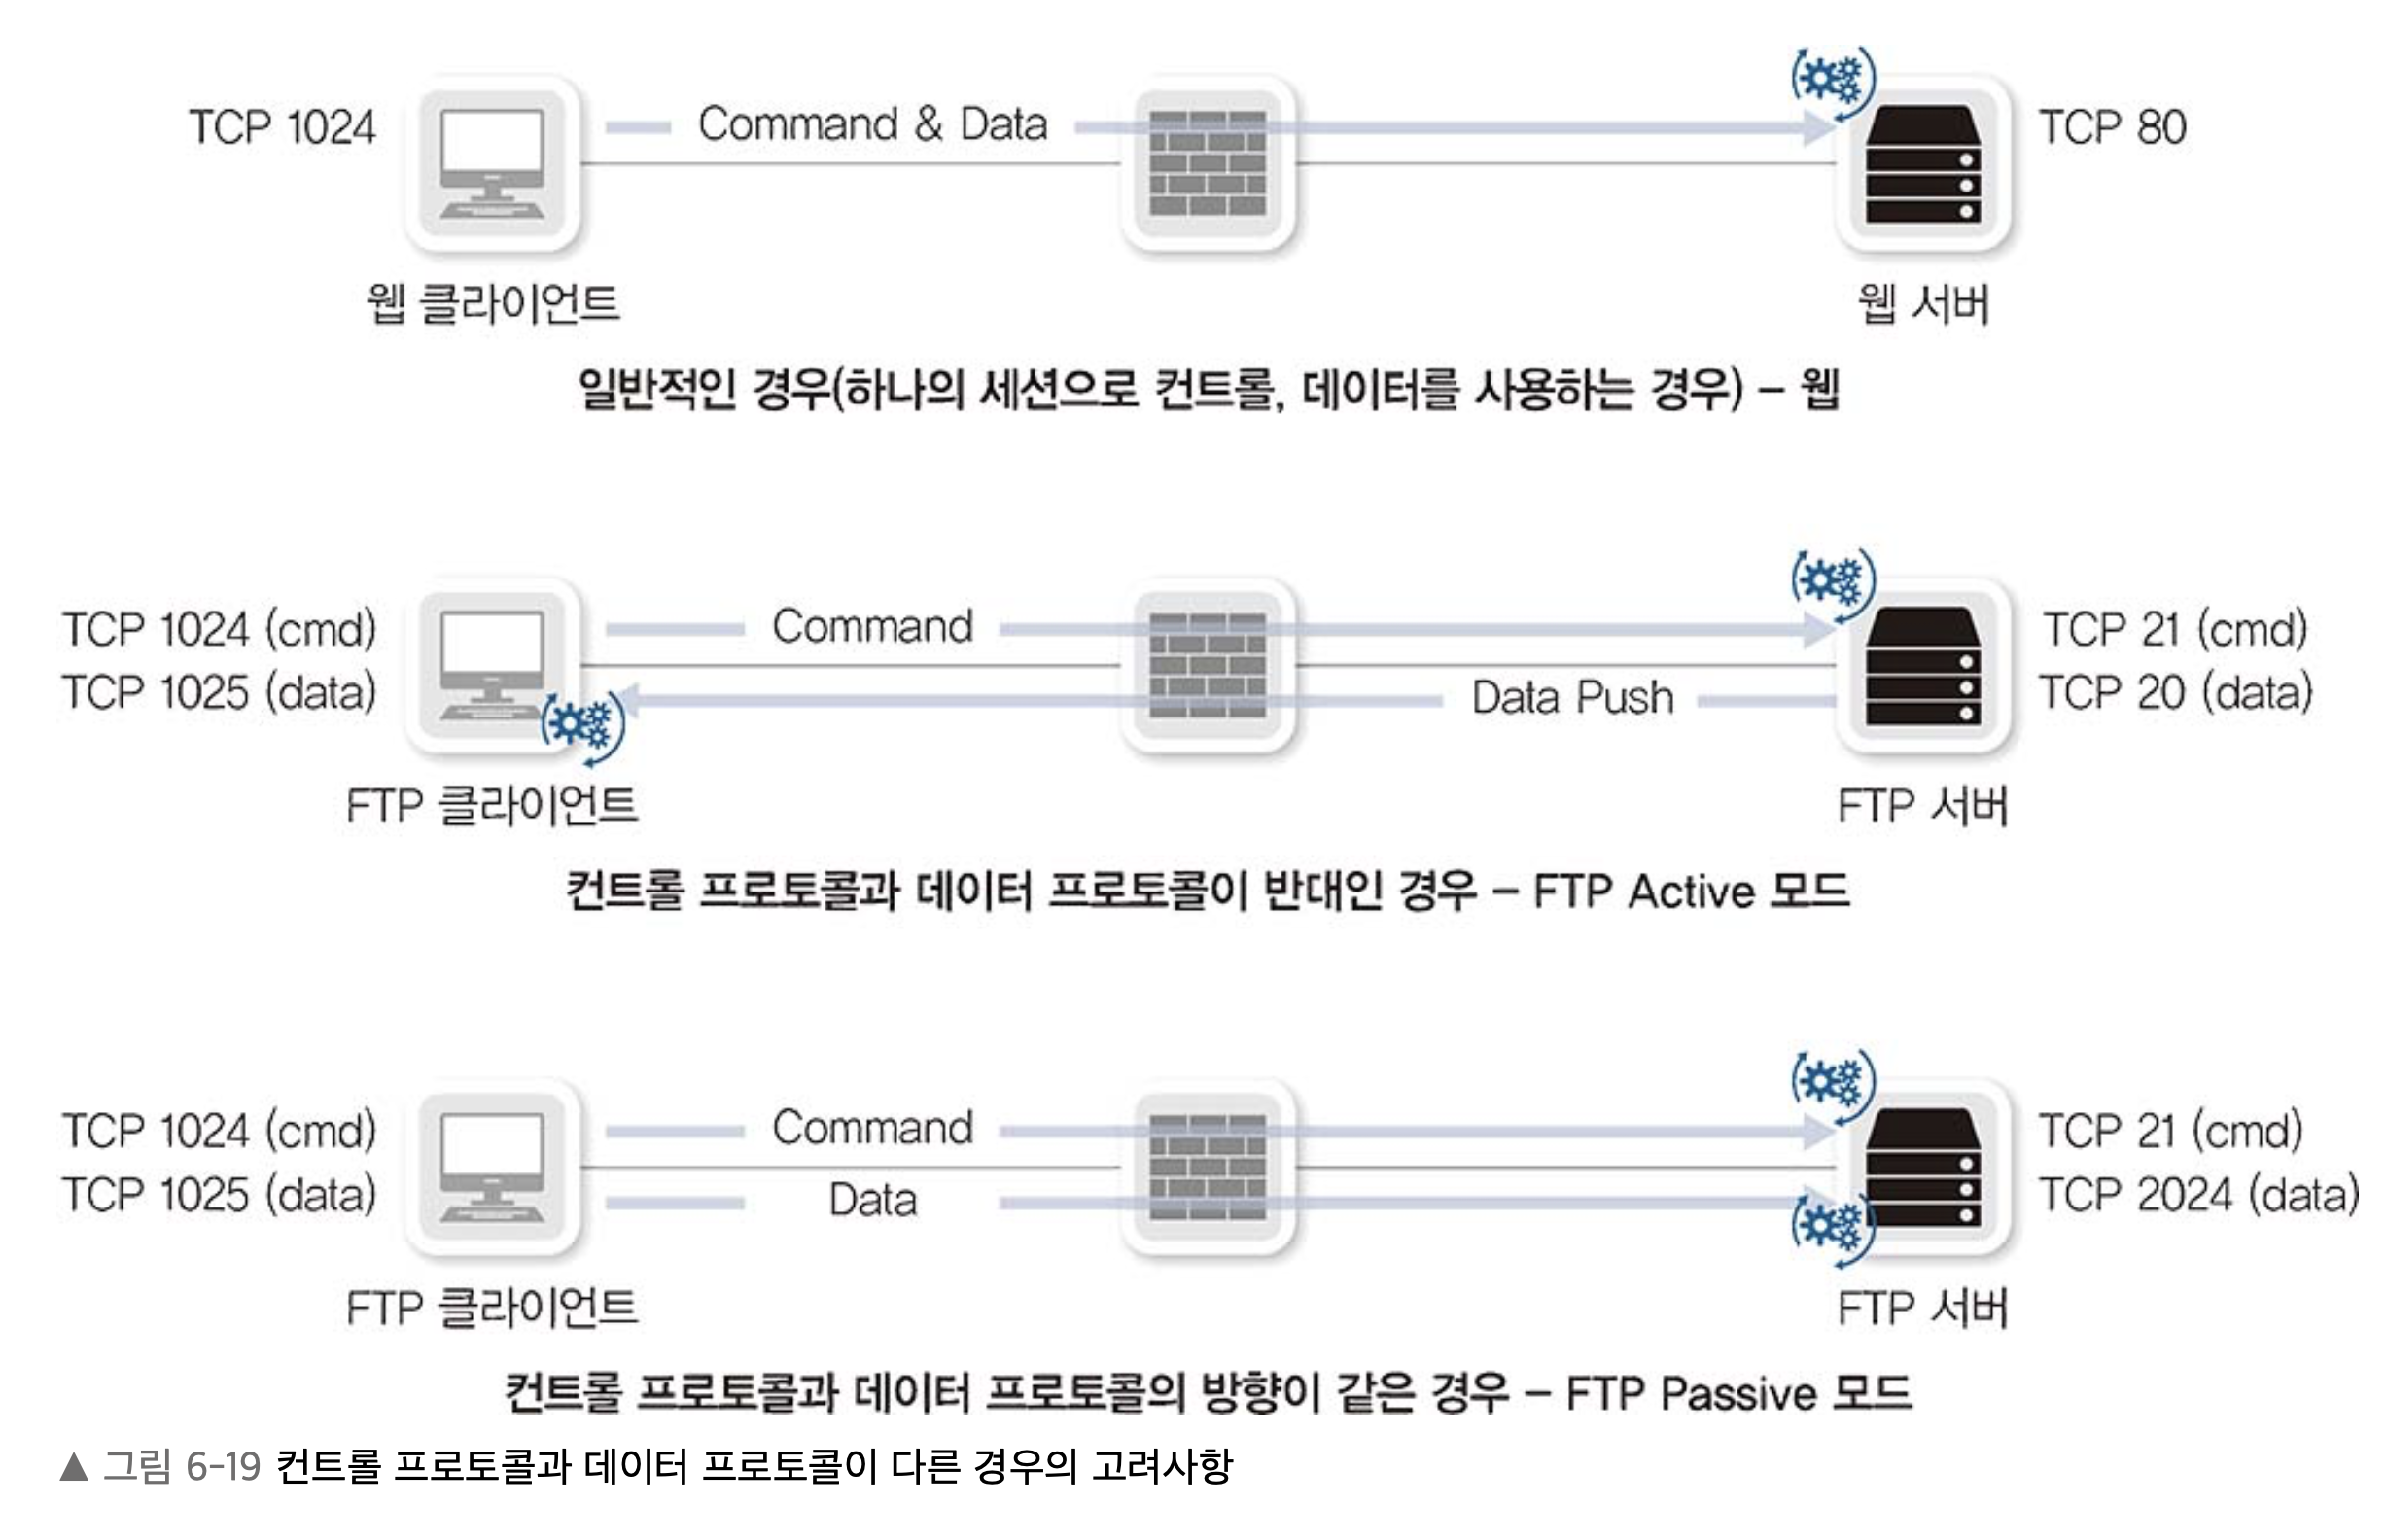 TCP 1024
Command & Data
TCP 80
웹 클라이언트
웹 서버
일반적인 경우(하나의 세션으로 컨트롤, 데이터를 사용하는 경우) – 웹
TCP 1024 (cmd)
Command
TCP 21 (cmd)
TCP 1025 (data)
Data Push
TCP 20 (data)
FTP 클라이언트
FTP 서버
컨트롤 프로토콜과 데이터 프로토콜이 반대인 경우 – FTP Active 모드
TCP 1024 (cmd)
Command
TCP 21 (cmd)
TCP 1025 (data)
Data
TCP 2024 (data)
FTP 클라이언트
FTP 서버
컨트롤 프로토콜과 데이터 프로토콜의 방향이 같은 경우 – FTP Passive 모드
▲ 그림 6-19 컨트롤 프로토콜과 데이터 프로토콜이 다른 경우의 고려사항